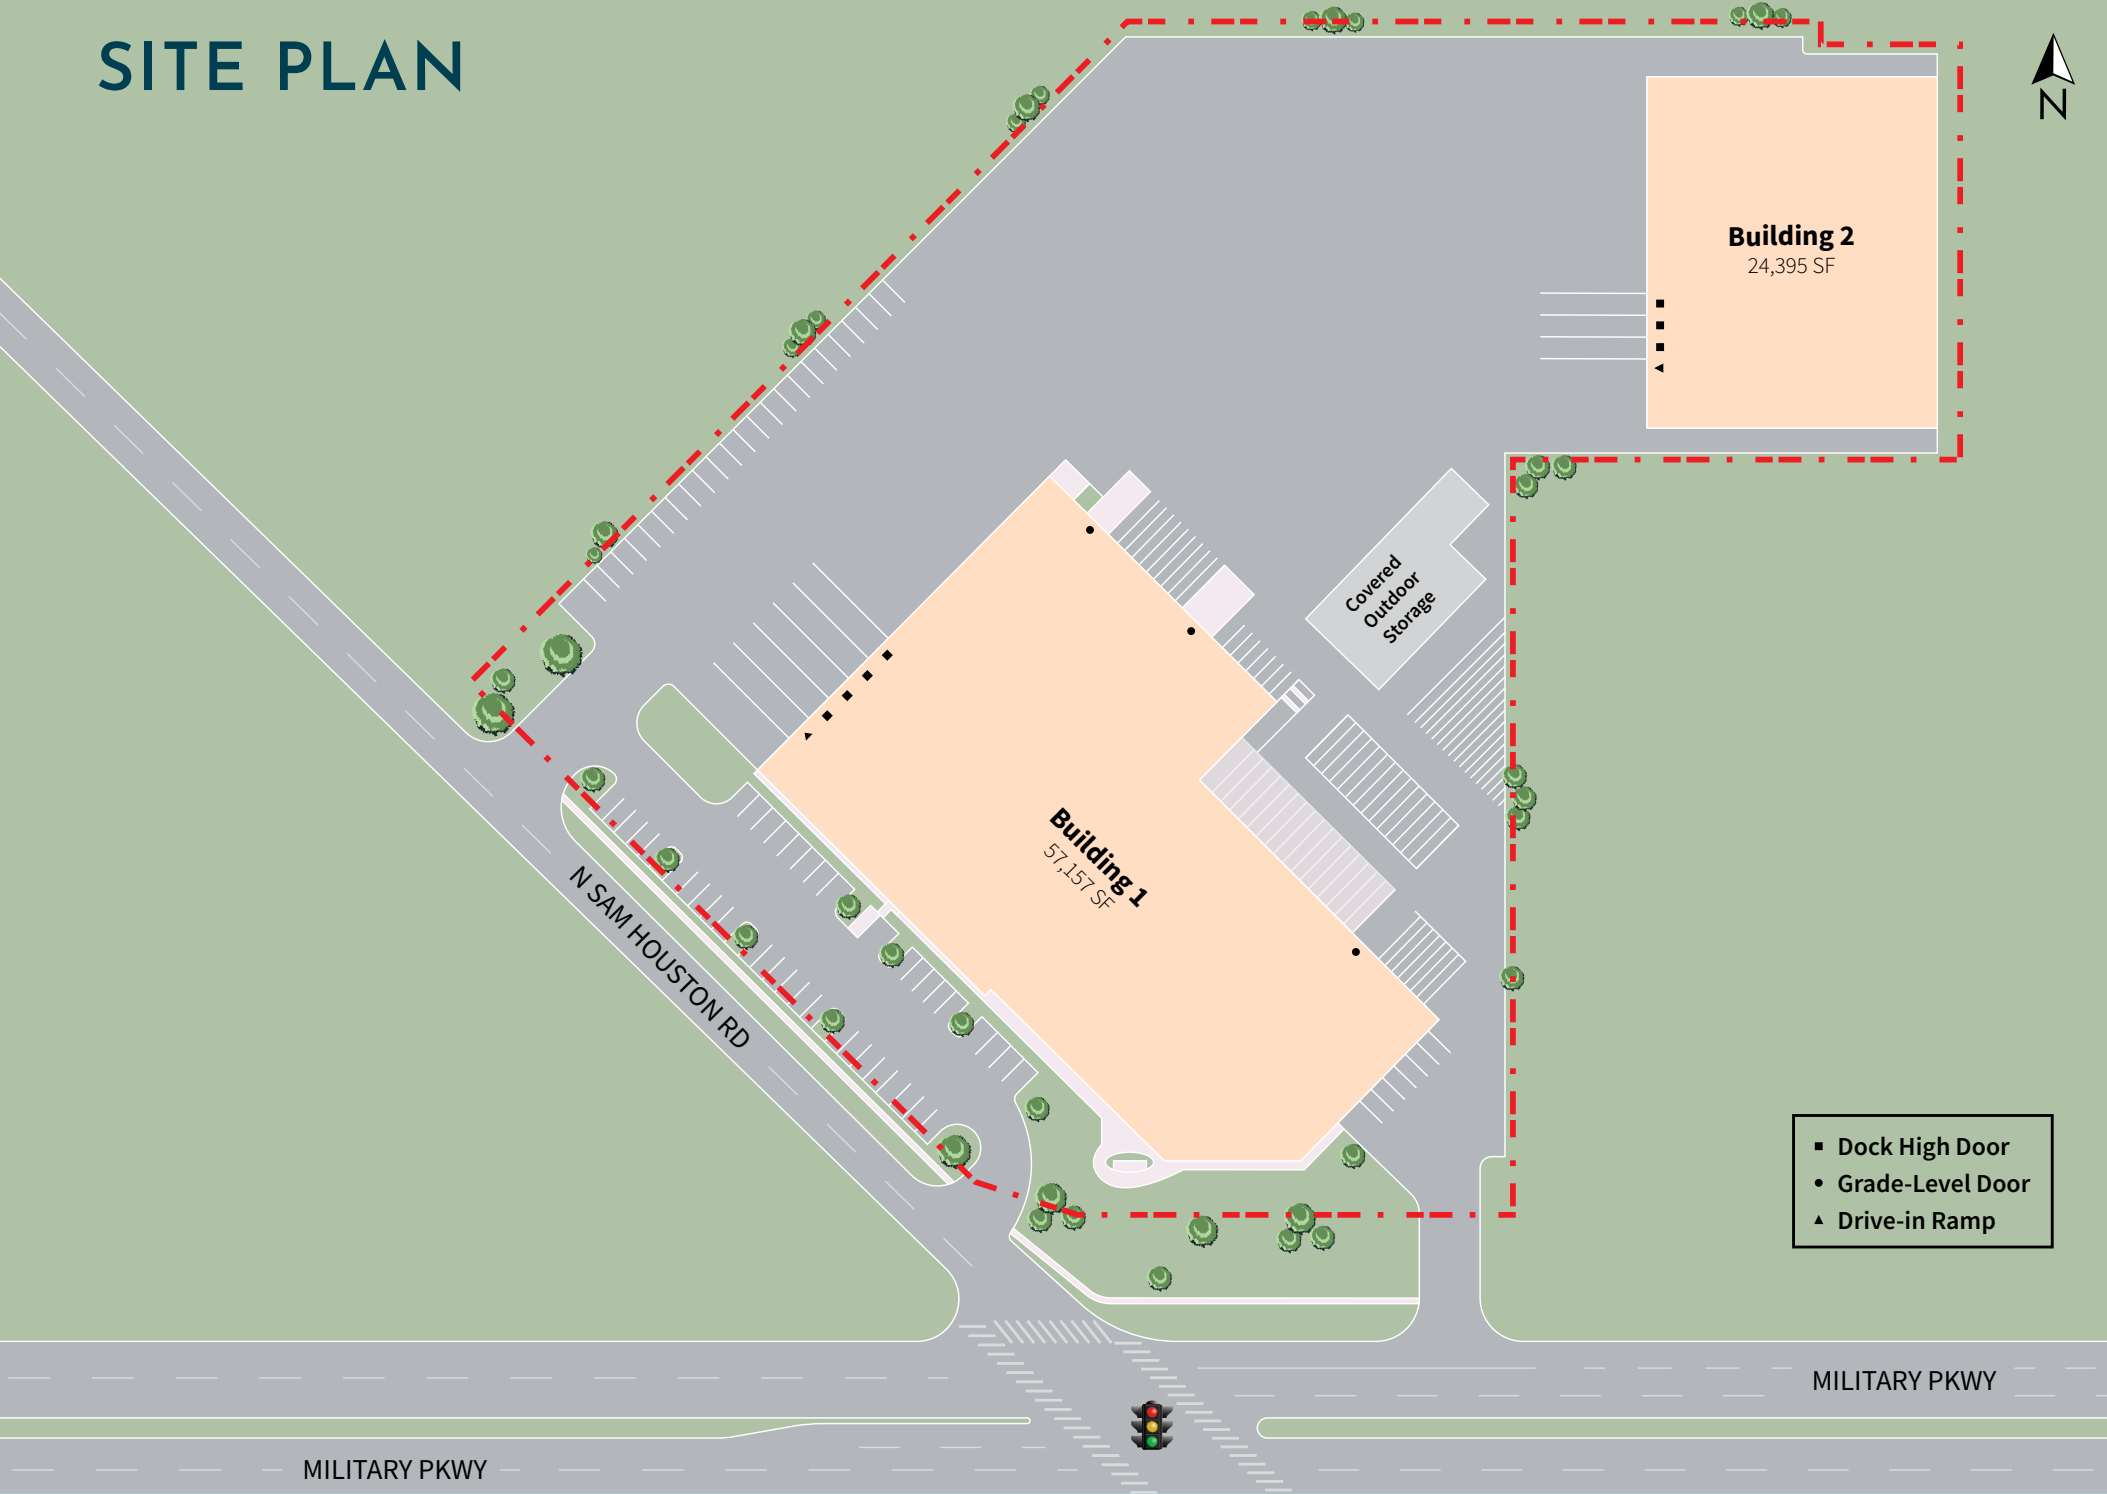 SITE PLAN
N
Building 2
24,395 SF
Covered
Outdoor
Storage
Building 1
57,157 SF
N SAM HOUSTON RD
Dock High Door
Grade-Level Door
Drive-in Ramp
MILITARY PKWY
MILITARY PKWY